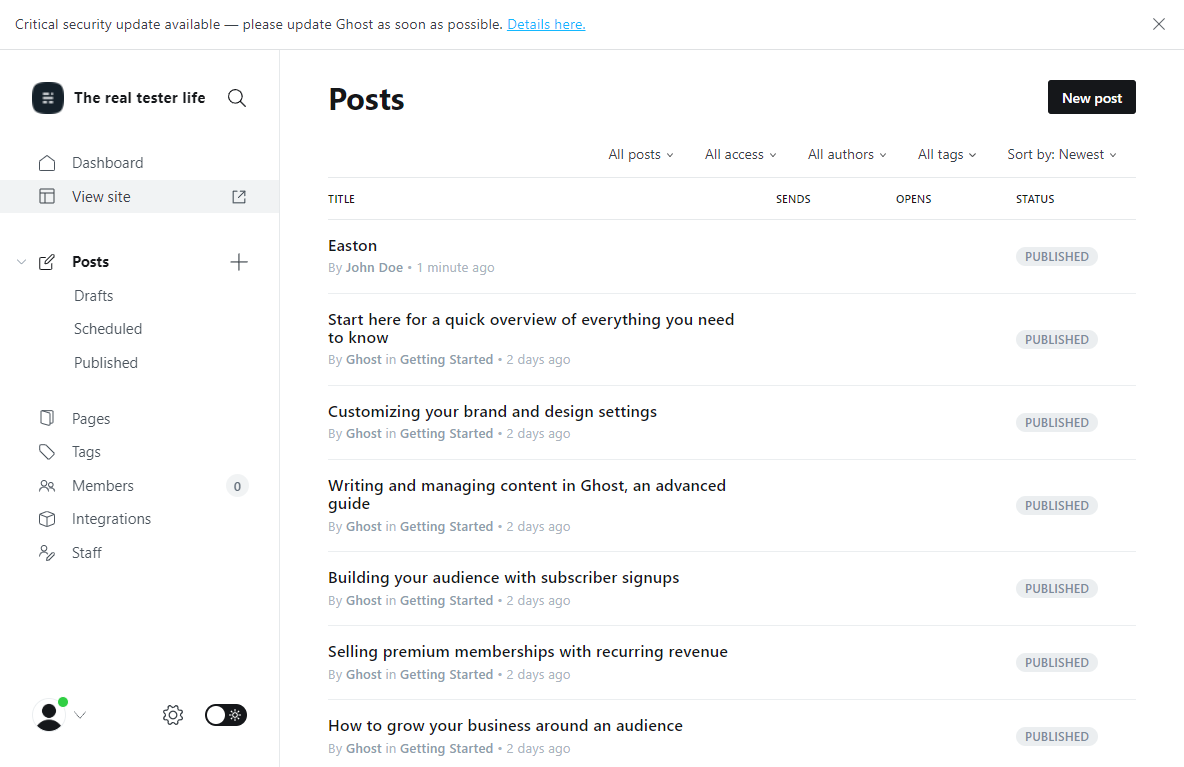 Critical security update available — please update Ghost as soon as possible. Details here.
The real tester life
Dashboard
View site
Posts
Drafts
Scheduled
Published
Pages
Tags
Members 0
Integrations
Staff
Posts
New post
All posts All access All authors All tags Sort by: Newest
TITLE SENDS OPENS STATUS
Easton
By John Doe • 1 minute ago
PUBLISHED
Start here for a quick overview of everything you need
to know
By Ghost in Getting Started • 2 days ago
PUBLISHED
Customizing your brand and design settings
By Ghost in Getting Started • 2 days ago
PUBLISHED
Writing and managing content in Ghost, an advanced
guide
By Ghost in Getting Started • 2 days ago
PUBLISHED
Building your audience with subscriber signups
By Ghost in Getting Started • 2 days ago
PUBLISHED
Selling premium memberships with recurring revenue
By Ghost in Getting Started • 2 days ago
PUBLISHED
How to grow your business around an audience
By Ghost in Getting Started • 2 days ago
PUBLISHED